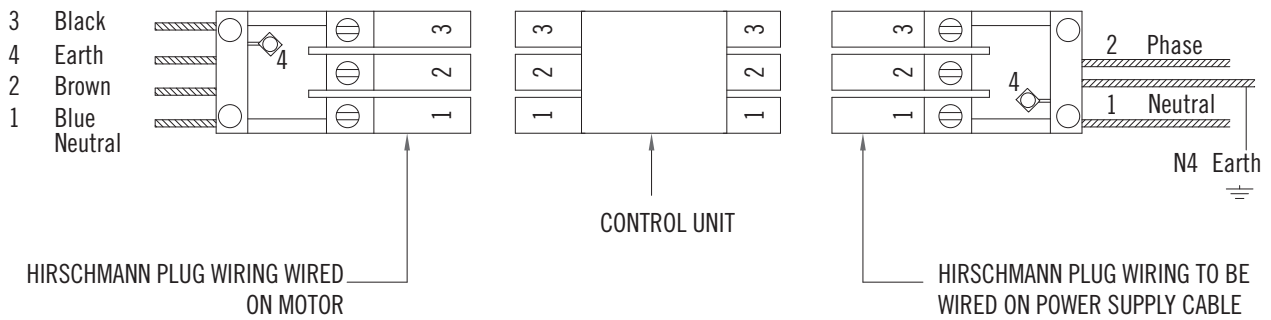 3 Black
4 Earth
2 Brown
1 Blue
Neutral
4
3
2
1
3
2
1
3
2
1
3
2
1
4
2 Phase
1 Neutral
N4 Earth
CONTROL UNIT
HIRSCHMANN PLUG WIRING WIRED
ON MOTOR
HIRSCHMANN PLUG WIRING TO BE
WIRED ON POWER SUPPLY CABLE